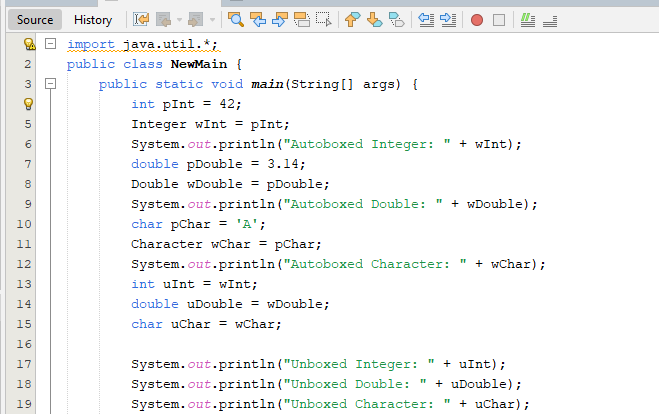 Source History
import java.util.*;
2 public class NewMain {
3 public static void main(String[] args) {
int pInt = 42;
5 Integer wInt = pInt;
6 System.out.println("Autoboxed Integer: " + wInt);
7 double pDouble = 3.14;
8 Double wDouble = pDouble;
9 System.out.println("Autoboxed Double: " + wDouble);
10 char pChar = 'A';
11 Character wChar = pChar;
12 System.out.println("Autoboxed Character: " + wChar);
13 int uInt = wInt;
14 double uDouble = wDouble;
15 char uChar = wChar;
16
17 System.out.println("Unboxed Integer: " + uInt);
18 System.out.println("Unboxed Double: " + uDouble);
19 System.out.println("Unboxed Character: " + uChar);